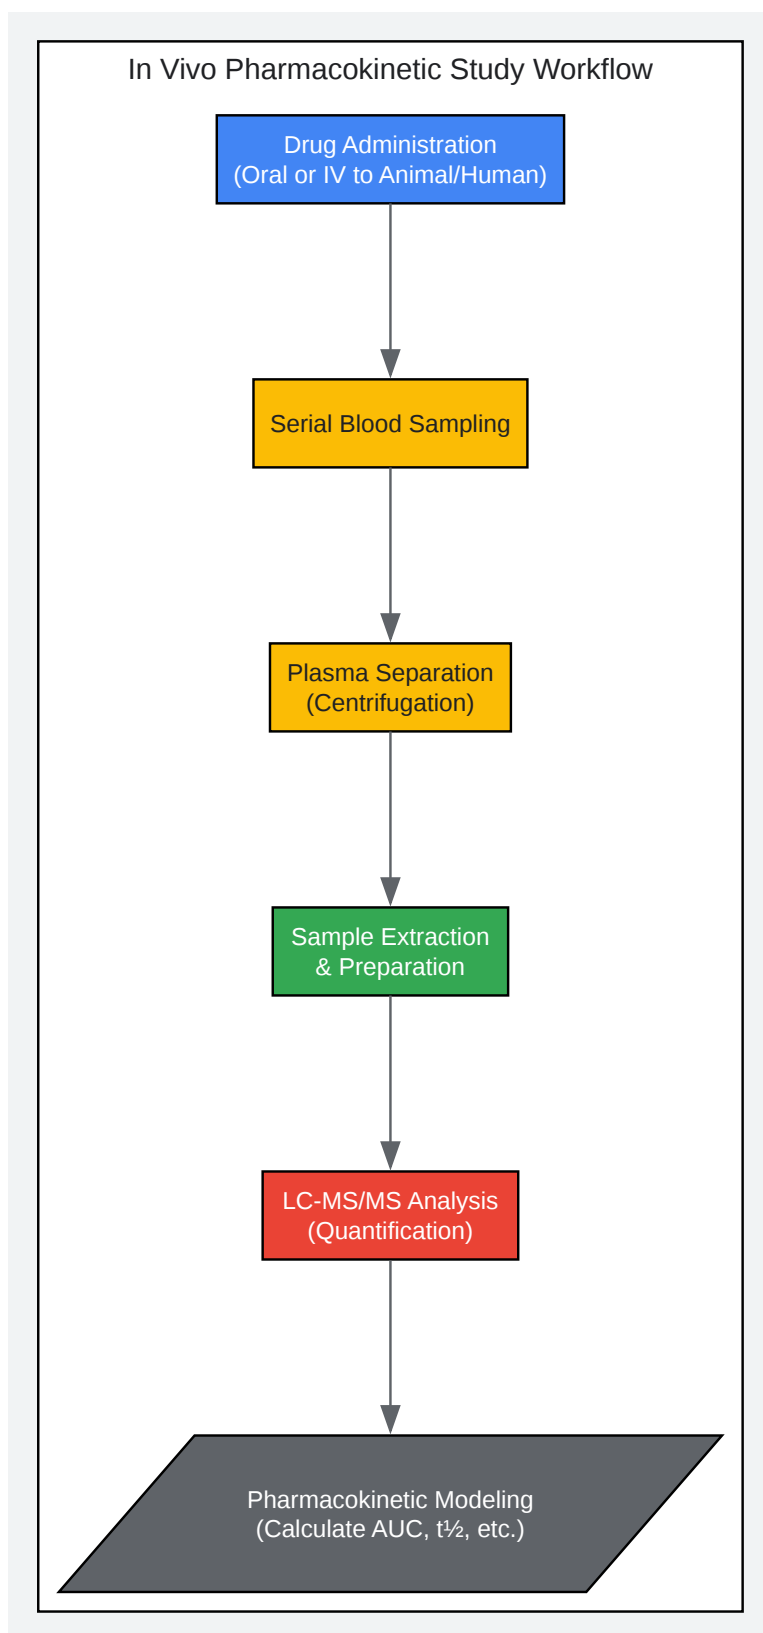 In Vivo Pharmacokinetic Study Workflow
Drug Administration
(Oral or IV to Animal/Human)
Serial Blood Sampling
Plasma Separation
(Centrifugation)
Sample Extraction
& Preparation
LC-MS/MS Analysis
(Quantification)
Pharmacokinetic Modeling
(Calculate AUC, t½, etc.)